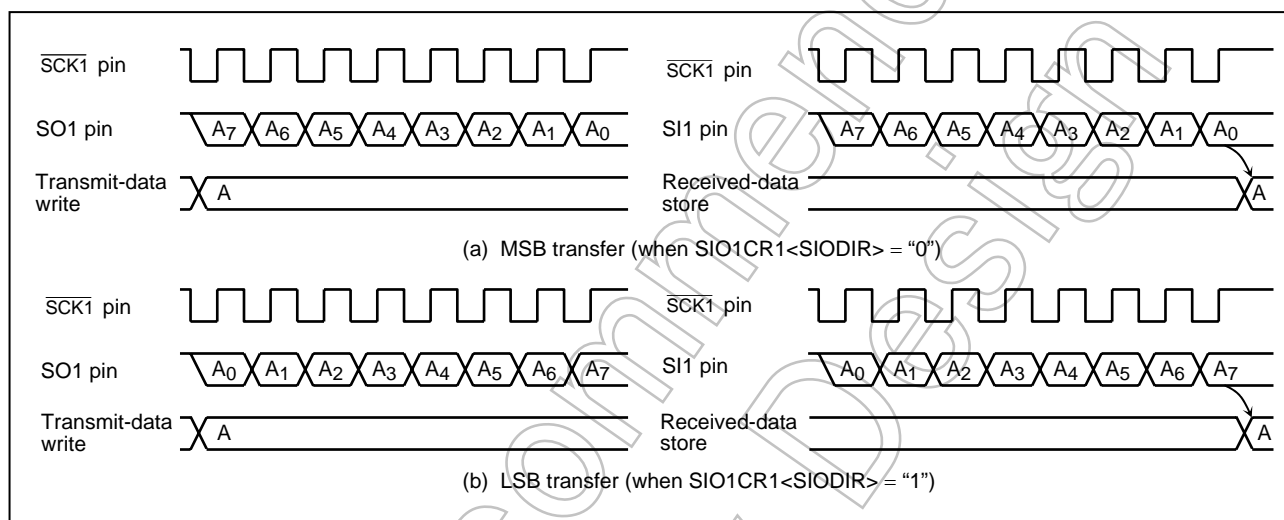 SCK1 pin
SO1 pin
A7 A6 A5 A4 A3 A2 A1 A0
Transmit-data
write
A
SCK1 pin
SI1 pin
A7 A6 A5 A4 A3 A2 A1 A0
Received-data
store
A
(a) MSB transfer (when SIO1CR1<SIODIR> = “0”)
SCK1 pin
SO1 pin
A0 A1 A2 A3 A4 A5 A6 A7
Transmit-data
write
A
SCK1 pin
SI1 pin
A0 A1 A2 A3 A4 A5 A6 A7
Received-data
store
A
(b) LSB transfer (when SIO1CR1<SIODIR> = “1”)
ommend
Design